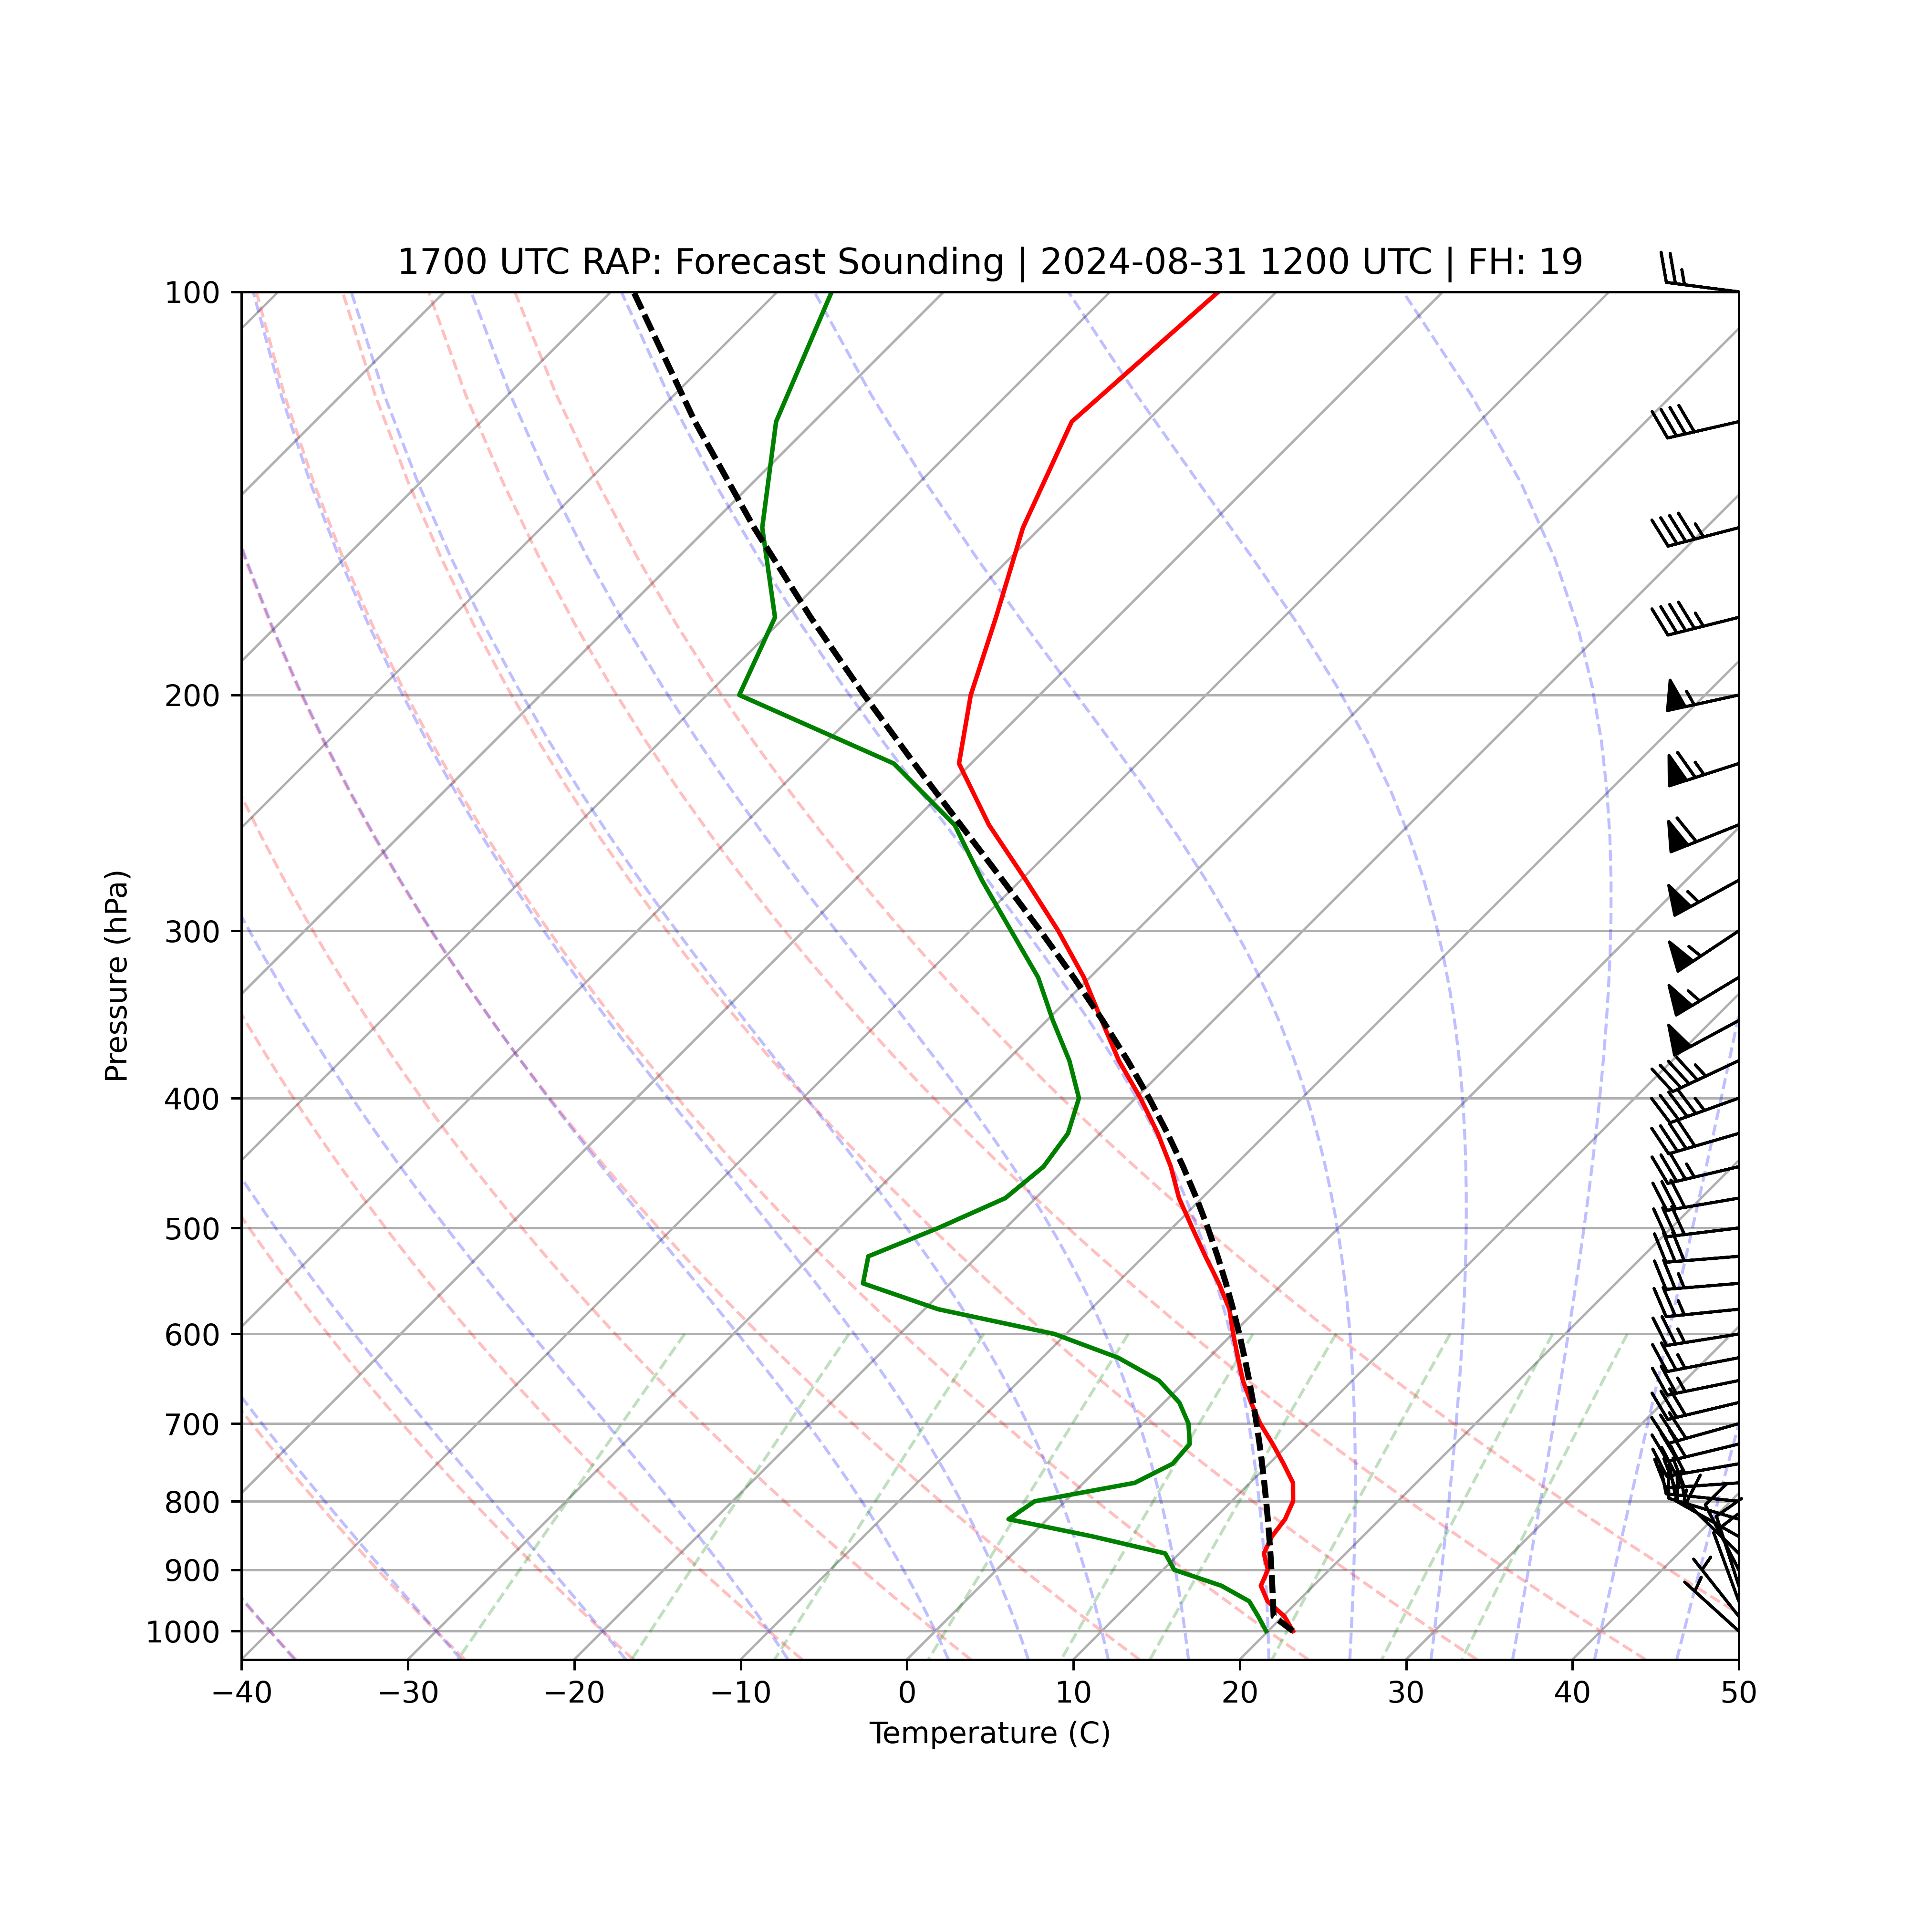 1700 UTC RAP: Forecast Sounding | 2024-08-31 1200 UTC | FH: 19
100
200
300
400
500
600
700
800
900
1000
Pressure (hPa)
−40 −30 −20 −10 0 10 20 30 40 50
Temperature (C)